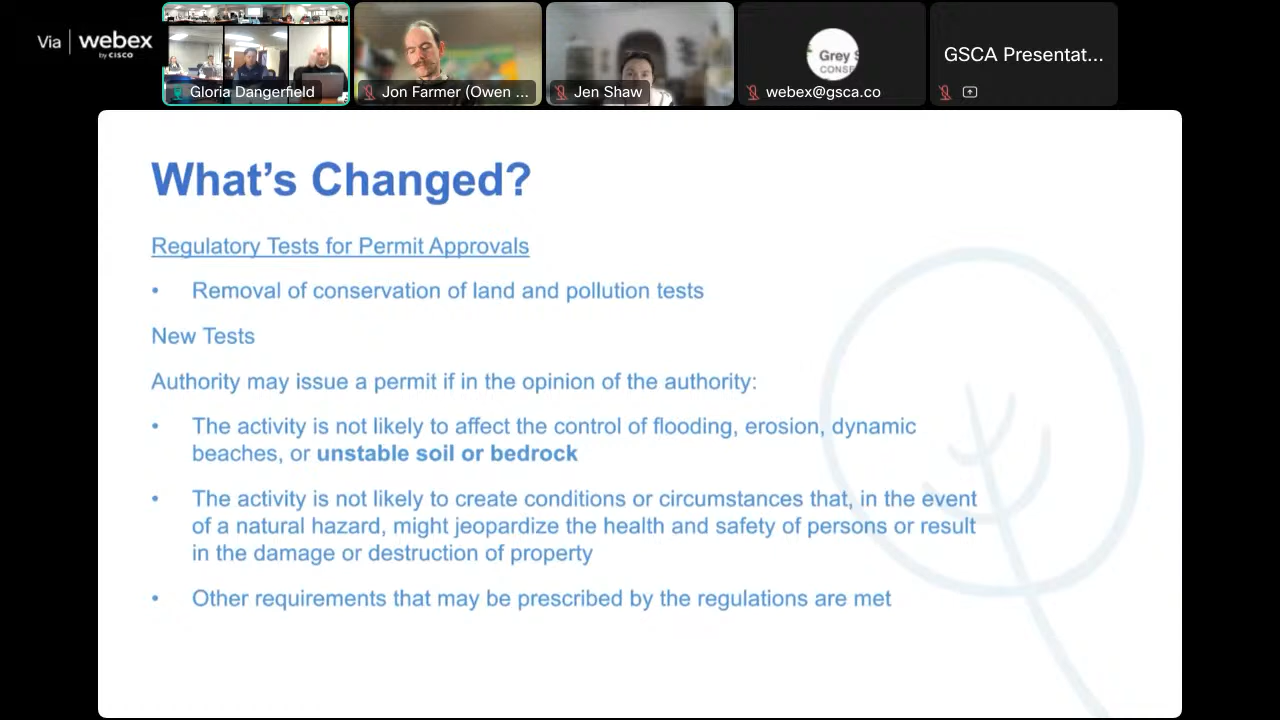 Via | webex
by CISCO
Gloria Dangerfield
Jon Farmer (Owen ...
Jen Shaw
Grey S
CONSE
webex@gsca.co
GSCA Presentat...
What's Changed?
Regulatory Tests for Permit Approvals
• Removal of conservation of land and pollution tests
New Tests
Authority may issue a permit if in the opinion of the authority:
• The activity is not likely to affect the control of flooding, erosion, dynamic
beaches, or unstable soil or bedrock
• The activity is not likely to create conditions or circumstances that, in the event
of a natural hazard, might jeopardize the health and safety of persons or result
in the damage or destruction of property
• Other requirements that may be prescribed by the regulations are met